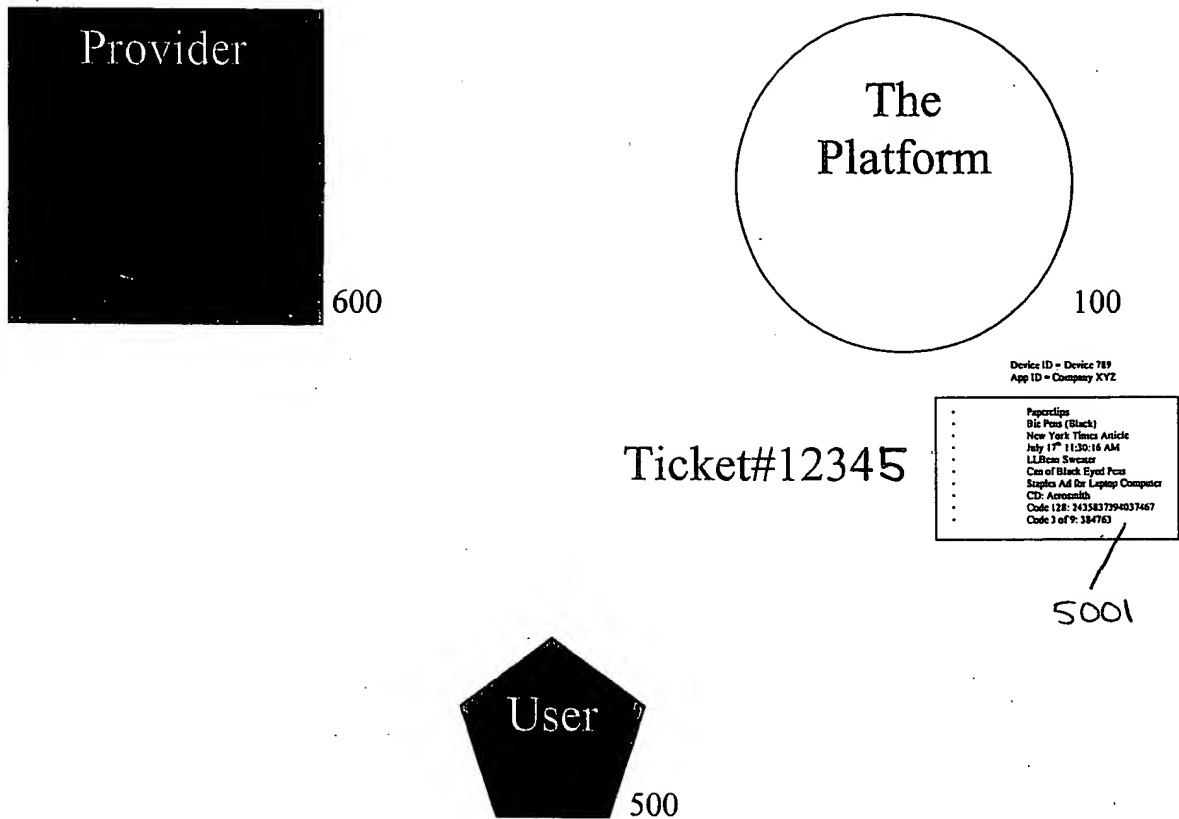 Provider
The
Platform
600
100
Device ID = Device 789
App ID = Company XYZ
Ticket#12345
• Paperclips
• Bic Pens (Black)
• New York Times Article
• July 17th 11:30:16 AM
• LLBean Sweater
• Can of Black Eyed Peas
• Staples Ad for Laptop Computer
• CD: Aerosmith
• Code 128: 2435837394037467
• Code 3 of 9: 384763
5001
User
500